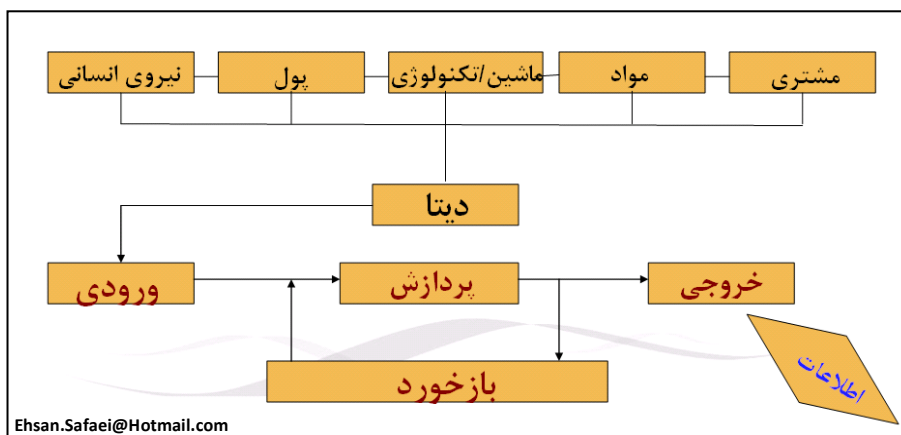 مشتری
مواد
ماشین/تکنولوژی
پول
نیروی انسانی
دیتا
ورودی
پردازش
خروجی
بازخورد
اطلاعات
Ehsan.Safaei@Hotmail.com